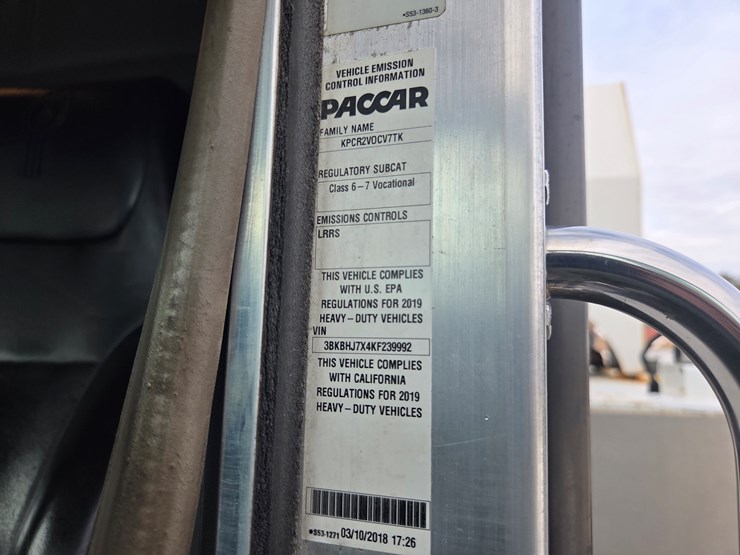 •S53-1360-3
VEHICLE EMISSION
CONTROL INFORMATION
PACCAR
FAMILY NAME
KPCR2VOCV7TK
REGULATORY SUBCAT
Class 6 – 7 Vocational
EMISSIONS CONTROLS
LRRS
THIS VEHICLE COMPLIES
WITH U.S. EPA
REGULATIONS FOR 2019
HEAVY – DUTY VEHICLES
VIN
3BKBHJ7X4KF239992
THIS VEHICLE COMPLIES
WITH CALIFORNIA
REGULATIONS FOR 2019
HEAVY – DUTY VEHICLES
•S53-1271 03/10/2018 17:26